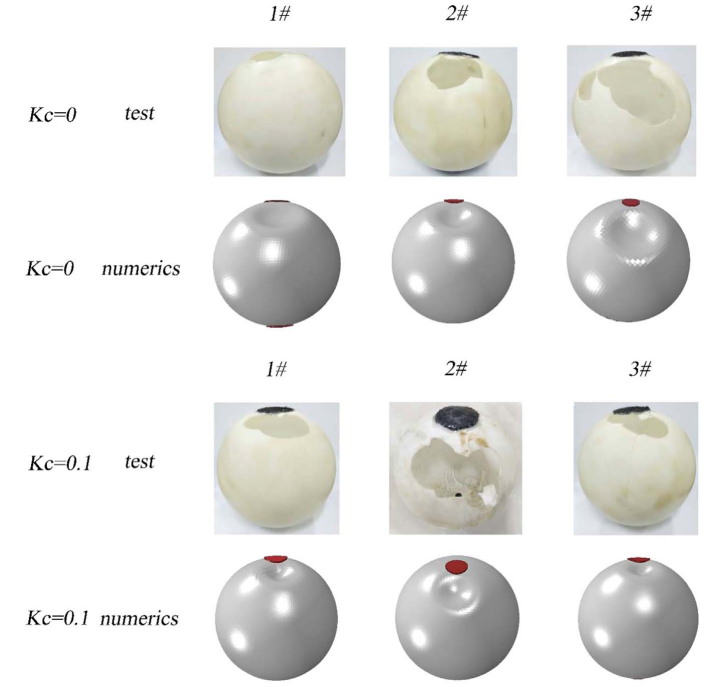 1# 2# 3#
Kc=0 test
Kc=0 numerics
1# 2# 3#
Kc=0.1 test
Kc=0.1 numerics